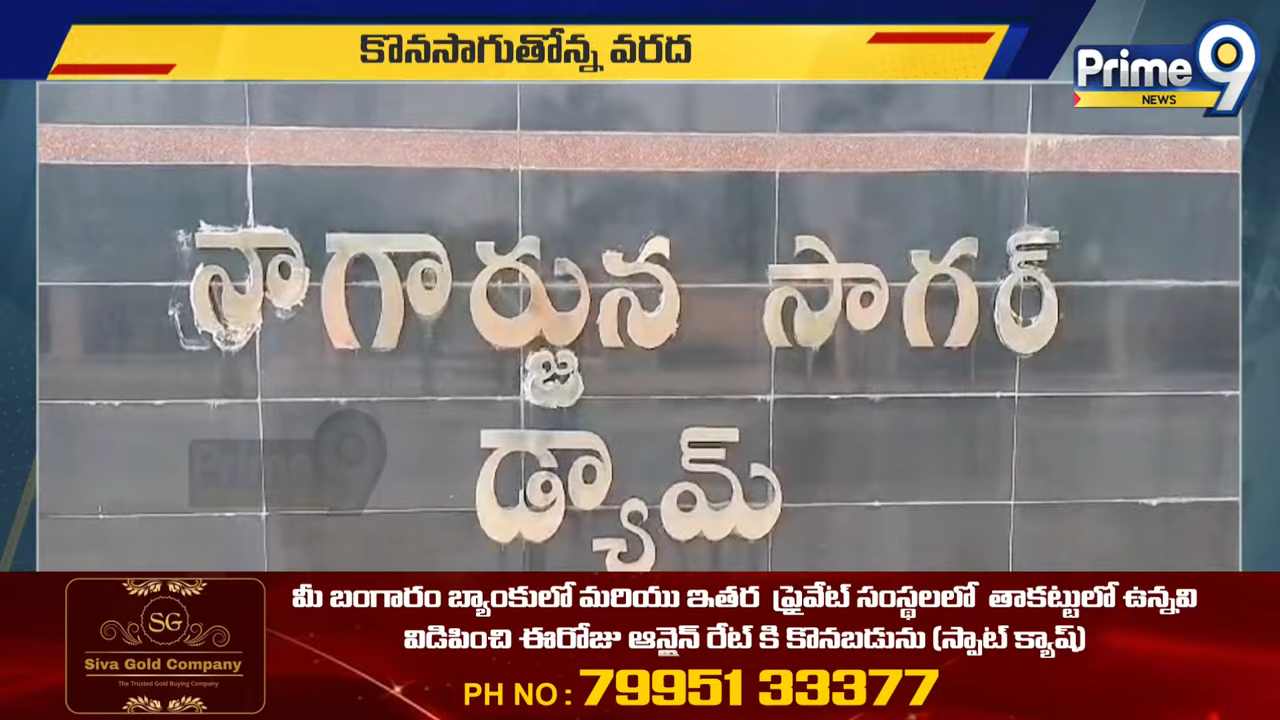 కొనసాగుతోన్న వరద
Prime9
NEWS
నాగార్జున సాగర్
డ్యామ్
Prime9
SG
Siva Gold Company
The Trusted Gold Buying Company
మీ బంగారం బ్యాంకులో మరియు ఇతర ప్రైవేట్ సంస్థలలో తాకట్టులో ఉన్నవి
విడిపించి ఈరోజు ఆన్లైన్ రేట్ కి కొనబడును (స్పాట్ క్యాష్)
PH NO : 79951 33377